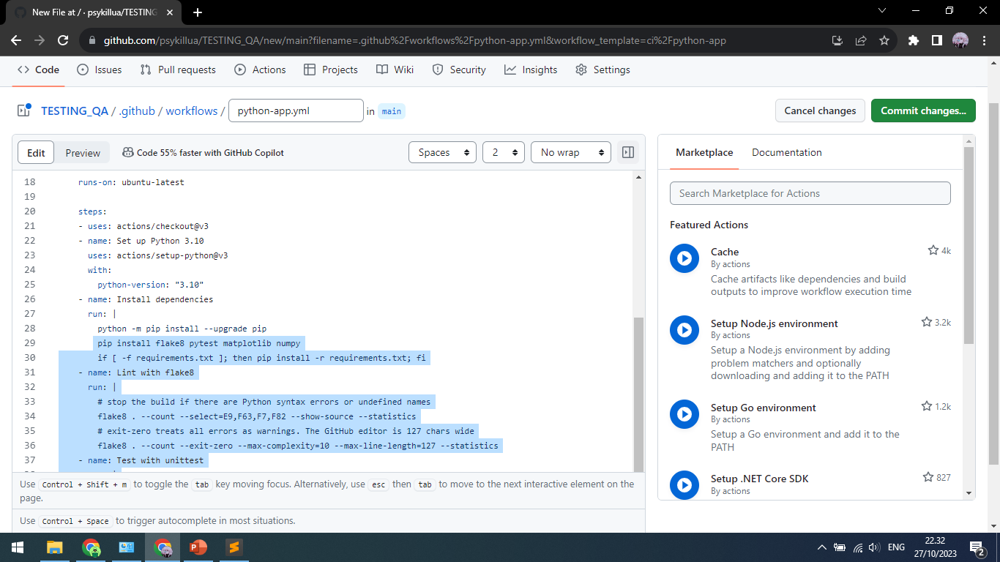 New File at / · psykillua/TESTING
github.com/psykillua/TESTING_QA/new/main?filename=.github%2Fworkflows%2Fpython-app.yml&workflow_template=ci%2Fpython-app
Code Issues Pull requests Actions Projects Wiki Security Insights Settings
TESTING_QA / .github / workflows / python-app.yml in main
Cancel changes Commit changes...
Edit Preview Code 55% faster with GitHub Copilot Spaces 2 No wrap
18 runs-on: ubuntu-latest
19
20 steps:
21 - uses: actions/checkout@v3
22 - name: Set up Python 3.10
23 uses: actions/setup-python@v3
24 with:
25 python-version: "3.10"
26 - name: Install dependencies
27 run: |
28 python -m pip install --upgrade pip
29 pip install flake8 pytest matplotlib numpy
30 if [ -f requirements.txt ]; then pip install -r requirements.txt; fi
31 - name: Lint with flake8
32 run: |
33 # stop the build if there are Python syntax errors or undefined names
34 flake8 . --count --select=E9,F63,F7,F82 --show-source --statistics
35 # exit-zero treats all errors as warnings. The GitHub editor is 127 chars wide
36 flake8 . --count --exit-zero --max-complexity=10 --max-line-length=127 --statistics
37 - name: Test with unittest
Use Control + Shift + m to toggle the tab key moving focus. Alternatively, use esc then tab to move to the next interactive element on the
page.
Use Control + Space to trigger autocomplete in most situations.
Marketplace Documentation
Search Marketplace for Actions
Featured Actions
Cache 4k
By actions
Cache artifacts like dependencies and build
outputs to improve workflow execution time
Setup Node.js environment 3.2k
By actions
Setup a Node.js environment by adding
problem matchers and optionally
downloading and adding it to the PATH
Setup Go environment 1.2k
By actions
Setup a Go environment and add it to the
PATH
Setup .NET Core SDK 827
By actions
ENG
22.32
27/10/2023
2